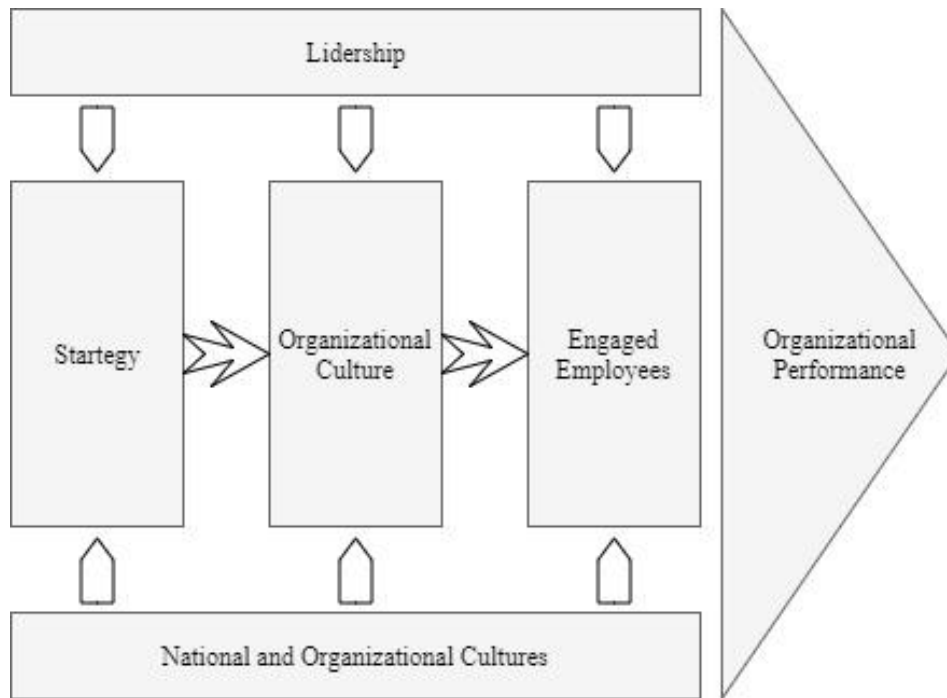 Lidership
Startegy
Organizational
Culture
Engaged
Employees
Organizational
Performance
National and Organizational Cultures